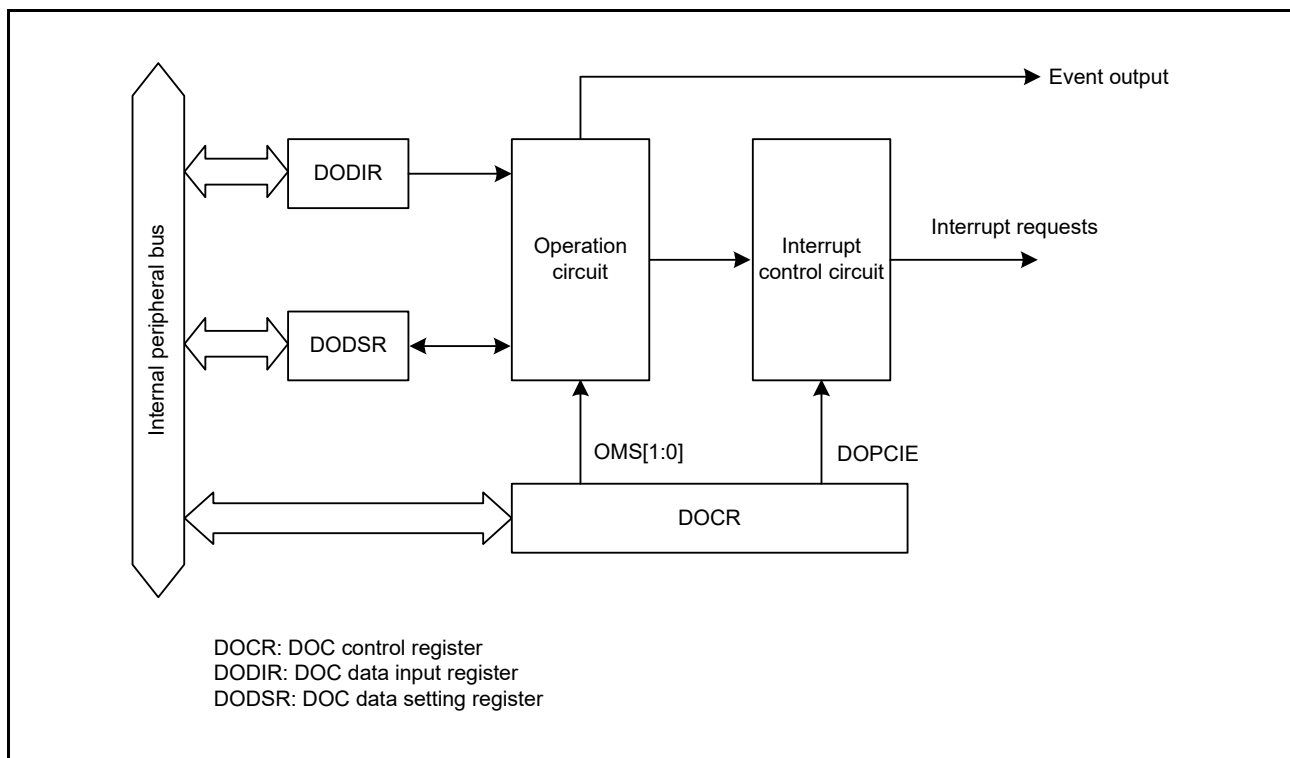 Event output
DODIR
Operation
circuit
Interrupt
control circuit
Interrupt requests
Internal peripheral bus
DODSR
OMS[1:0]
DOPCIE
DOCR
DOCR: DOC control register
DODIR: DOC data input register
DODSR: DOC data setting register